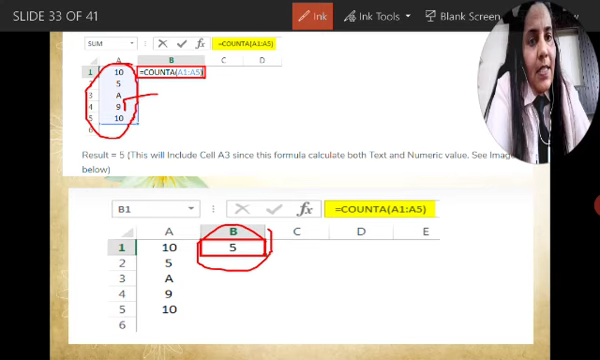 SLIDE 33 OF 41
Ink Ink Tools Blank Screen
SUM fx =COUNTA(A1:A5)
A B C D
1 10 =COUNTA(A1:A5)
2 5
3 A
4 9
5 10
6
Result = 5 (This will Include Cell A3 since this formula calculate both Text and Numeric value. See Image
below)
B1 fx =COUNTA(A1:A5)
A B C D E
1 10 5
2 5
3 A
4 9
5 10
6